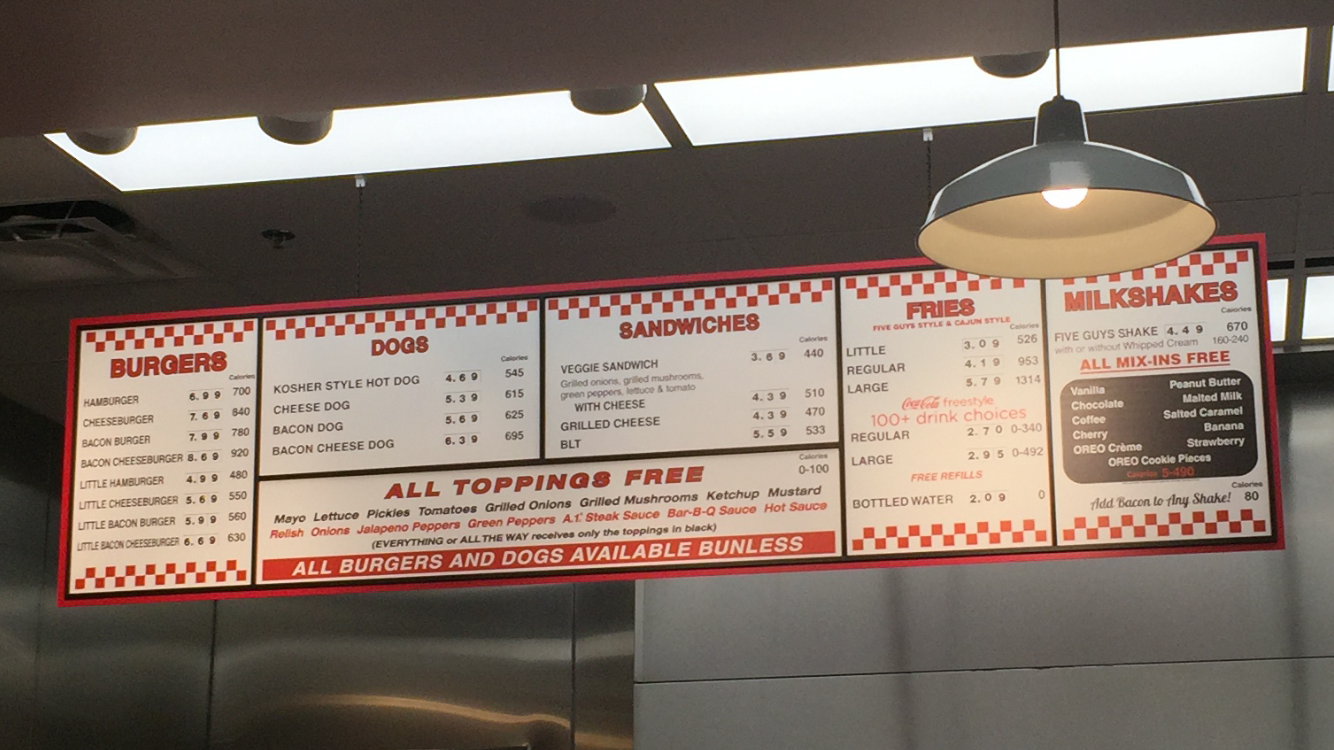 BURGERS
Calories
HAMBURGER 6.99 700
CHEESEBURGER 7.69 840
BACON BURGER 7.99 780
BACON CHEESEBURGER 8.69 920
LITTLE HAMBURGER 4.99 480
LITTLE CHEESEBURGER 5.69 550
LITTLE BACON BURGER 5.99 560
LITTLE BACON CHEESEBURGER 6.69 630
DOGS
Calories
KOSHER STYLE HOT DOG 4.69 545
CHEESE DOG 5.39 615
BACON DOG 5.69 625
BACON CHEESE DOG 6.39 695
SANDWICHES
Calories
VEGGIE SANDWICH 3.69 440
Grilled onions, grilled mushrooms,
green peppers, lettuce & tomato
WITH CHEESE 4.39 510
GRILLED CHEESE 4.39 470
BLT 5.59 533
ALL TOPPINGS FREE
Calories
0-100
Mayo Lettuce Pickles Tomatoes Grilled Onions Grilled Mushrooms Ketchup Mustard
Relish Onions Jalapeno Peppers Green Peppers A.1. Steak Sauce Bar-B-Q Sauce Hot Sauce
(EVERYTHING or ALL THE WAY receives only the toppings in black)
ALL BURGERS AND DOGS AVAILABLE BUNLESS
FRIES
FIVE GUYS STYLE & CAJUN STYLE
Calories
LITTLE 3.09 526
REGULAR 4.19 953
LARGE 5.79 1314
Coca-Cola freestyle
100+ drink choices
REGULAR 2.70 0-340
LARGE 2.95 0-492
FREE REFILLS
BOTTLED WATER 2.09 0
MILKSHAKES
Calories
FIVE GUYS SHAKE 4.49 670
with or without Whipped Cream 160-240
ALL MIX-INS FREE
Vanilla Peanut Butter
Chocolate Malted Milk
Coffee Salted Caramel
Cherry Banana
OREO Crème Strawberry
OREO Cookie Pieces
Calories 5-490
Calories
Add Bacon to Any Shake! 80